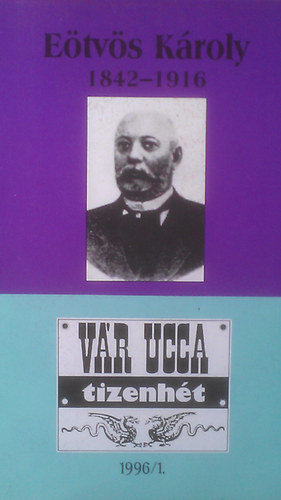 Eötvös Károly
1842-1916
VÁR UCCA
tizenhét
1996/1.